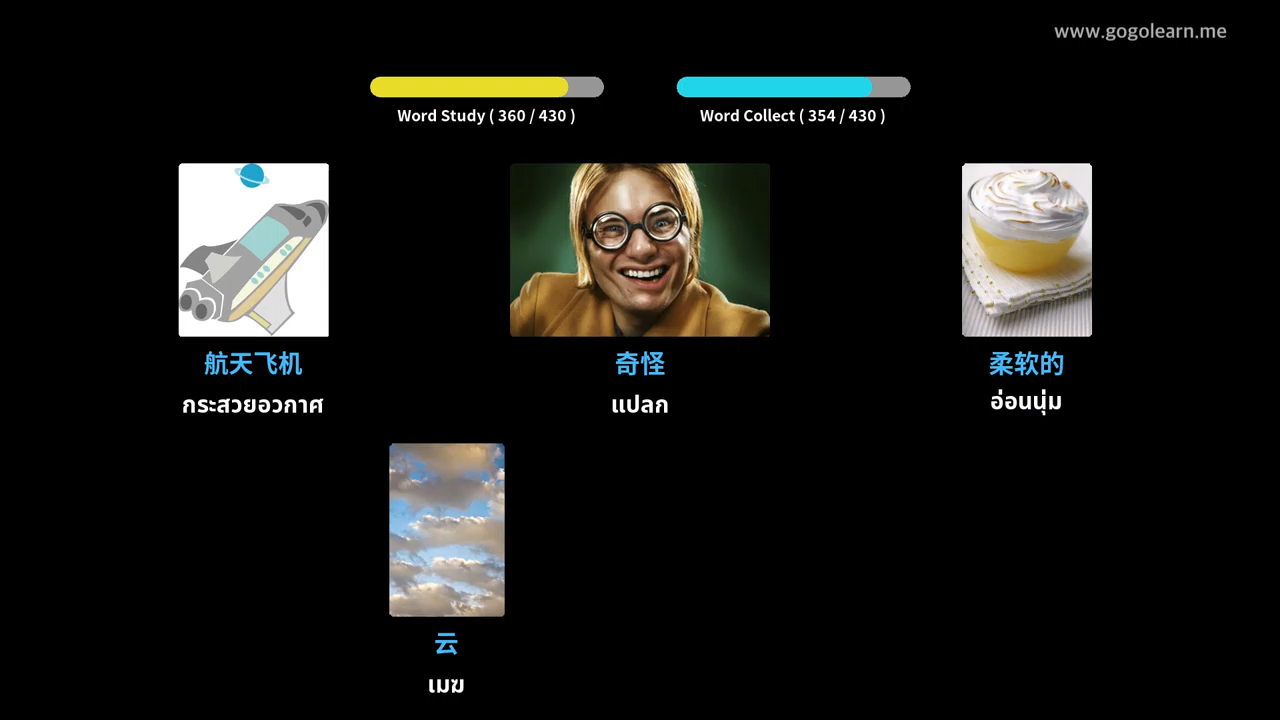 www.gogolearn.me
Word Study ( 360 / 430 )
Word Collect ( 354 / 430 )
航天飞机
奇怪
柔软的
กระสวยอวกาศ
แปลก
อ่อนนุ่ม
云
เมฆ